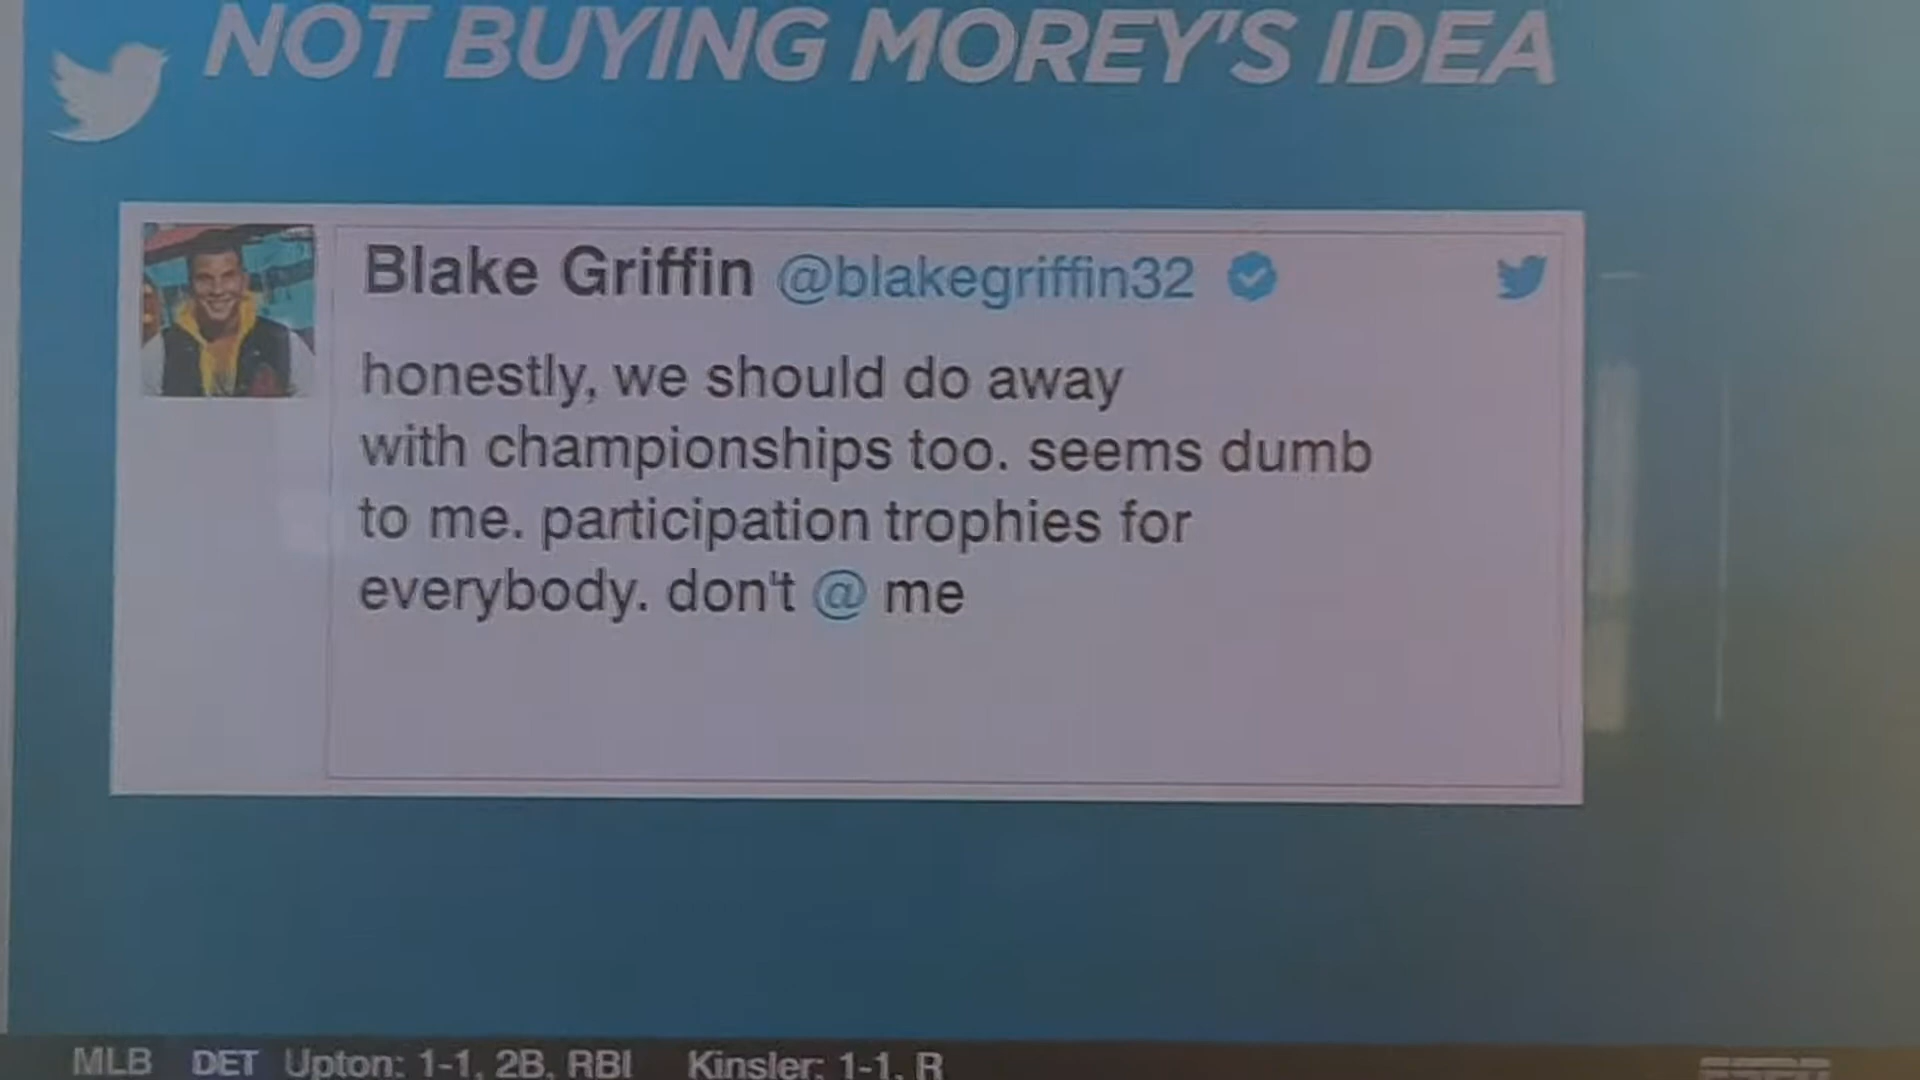 NOT BUYING MOREY'S IDEA
Blake Griffin @blakegriffin32
honestly, we should do away
with championships too. seems dumb
to me. participation trophies for
everybody. don't @ me
MLB DET Upton: 1-1, 2B, RBI Kinsler: 1-1, R